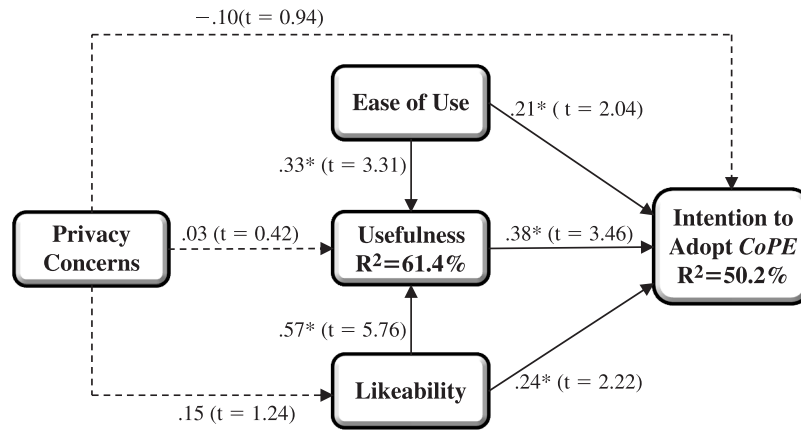 −.10(t = 0.94)
Ease of Use
.21* ( t = 2.04)
.33* (t = 3.31)
Privacy
Concerns
.03 (t = 0.42)
Usefulness
R²=61.4%
.38* (t = 3.46)
Intention to
Adopt CoPE
R²=50.2%
.57* (t = 5.76)
Likeability
.24* (t = 2.22)
.15 (t = 1.24)